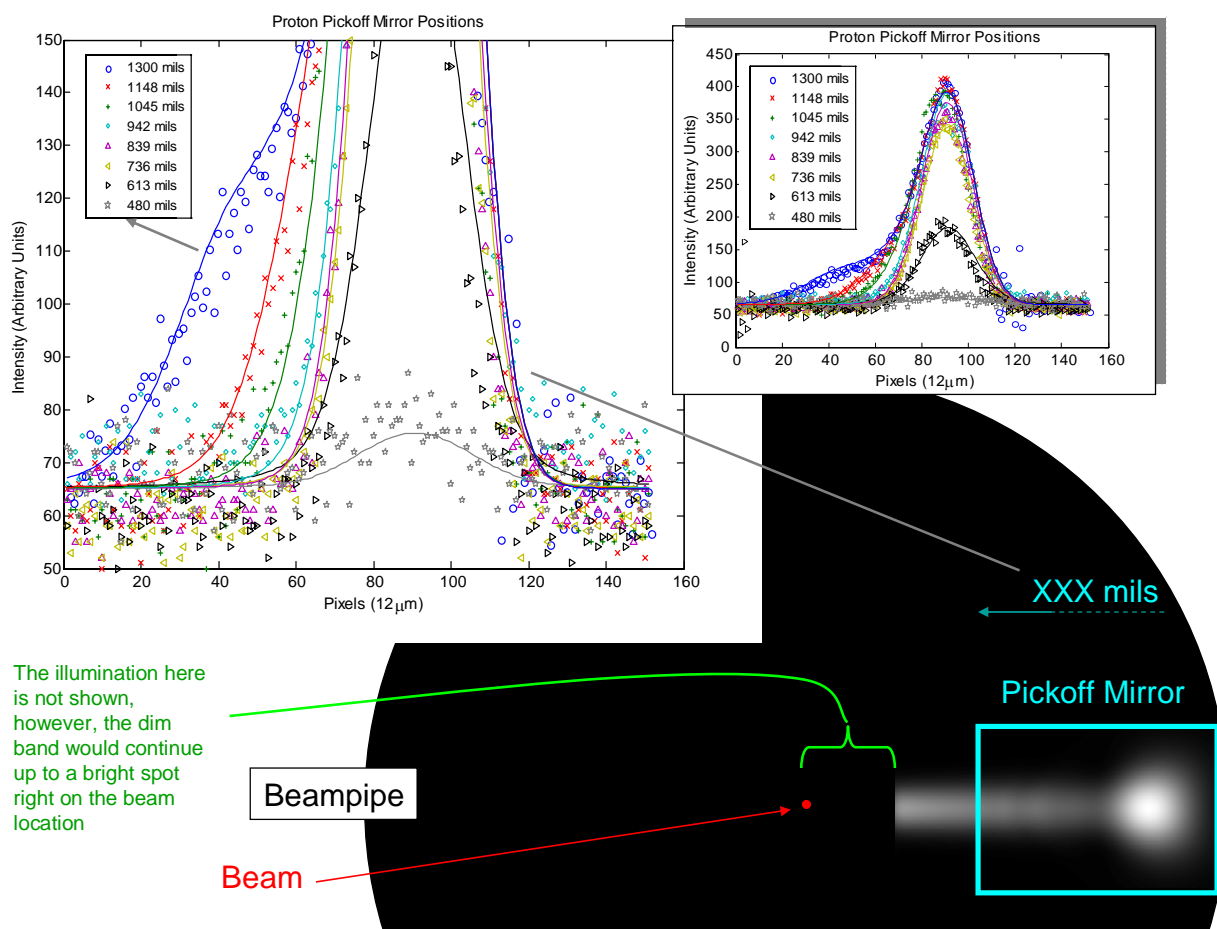 Proton Pickoff Mirror Positions
150
140
130
120
110
100
90
80
70
60
50
Intensity (Arbitrary Units)
1300 mils
1148 mils
1045 mils
942 mils
839 mils
736 mils
613 mils
480 mils
0 20 40 60 80 100 120 140 160
Pixels (12μm)
Proton Pickoff Mirror Positions
450
400
350
300
250
200
150
100
50
0
Intensity (Arbitrary Units)
1300 mils
1148 mils
1045 mils
942 mils
839 mils
736 mils
613 mils
480 mils
0 20 40 60 80 100 120 140 160
Pixels (12μm)
XXX mils
Pickoff Mirror
The illumination here
is not shown,
however, the dim
band would continue
up to a bright spot
right on the beam
location
Beampipe
Beam